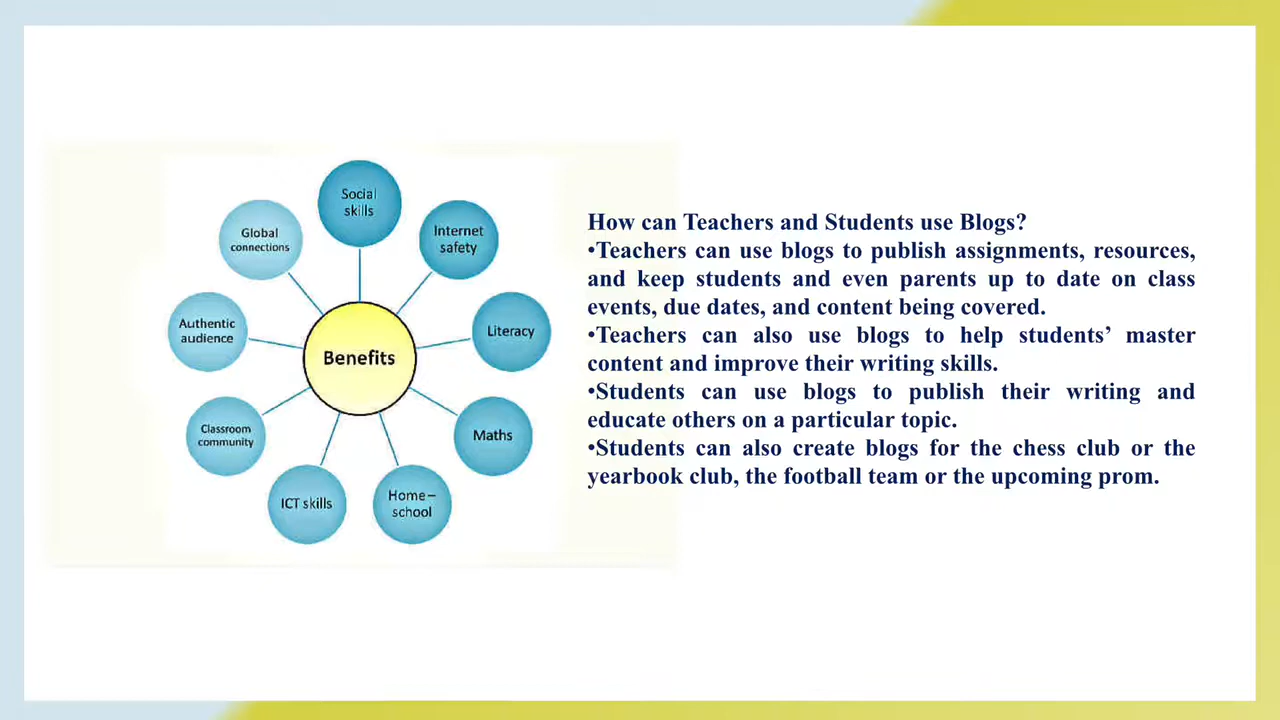 Social
skills
Internet
safety
Literacy
Maths
Home –
school
ICT skills
Classroom
community
Authentic
audience
Global
connections
Benefits
How can Teachers and Students use Blogs?
•Teachers can use blogs to publish assignments, resources,
and keep students and even parents up to date on class
events, due dates, and content being covered.
•Teachers can also use blogs to help students’ master
content and improve their writing skills.
•Students can use blogs to publish their writing and
educate others on a particular topic.
•Students can also create blogs for the chess club or the
yearbook club, the football team or the upcoming prom.